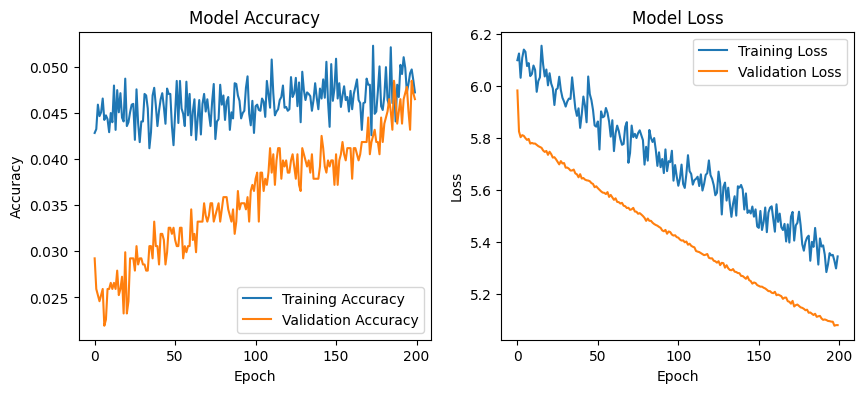 Model Accuracy
0.050
0.045
0.040
0.035
0.030
0.025
Accuracy
Training Accuracy
Validation Accuracy
0
50
100
150
200
Epoch
Model Loss
6.2
6.0
5.8
5.6
5.4
5.2
Loss
Training Loss
Validation Loss
0
50
100
150
200
Epoch